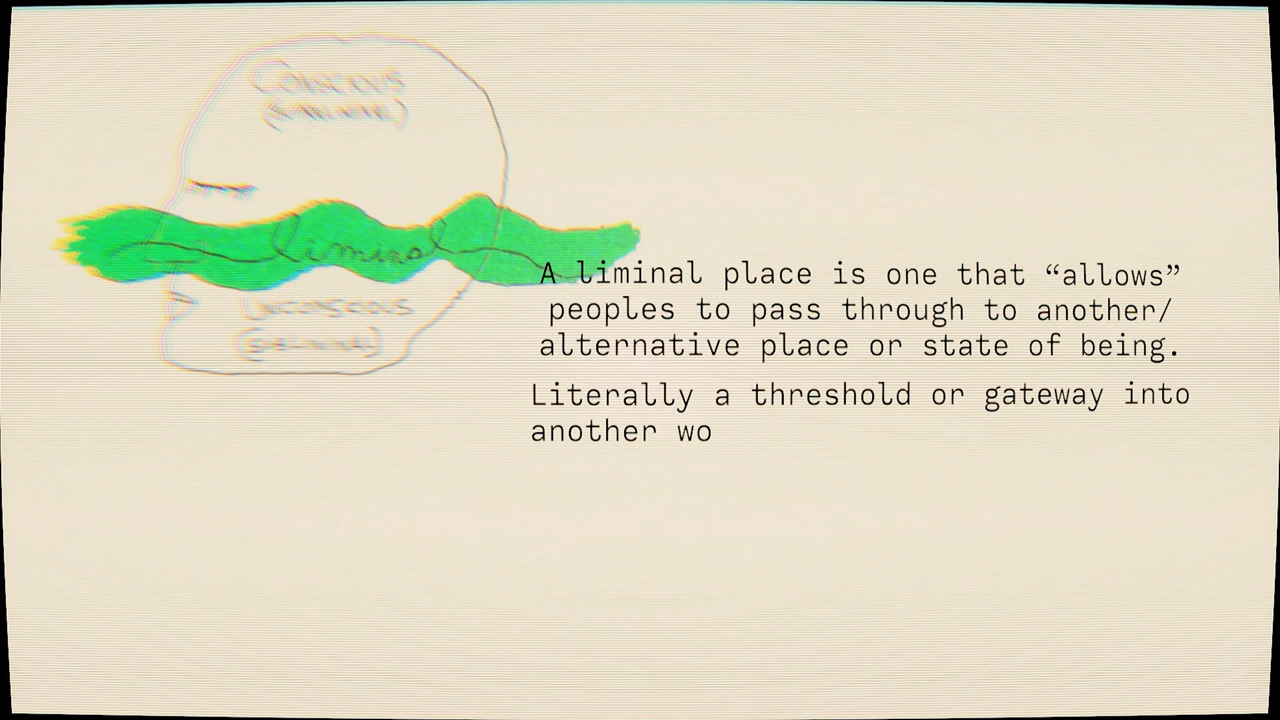 Conscious
liminal
Unconscious
A liminal place is one that “allows”
peoples to pass through to another/
alternative place or state of being.
Literally a threshold or gateway into
another wo